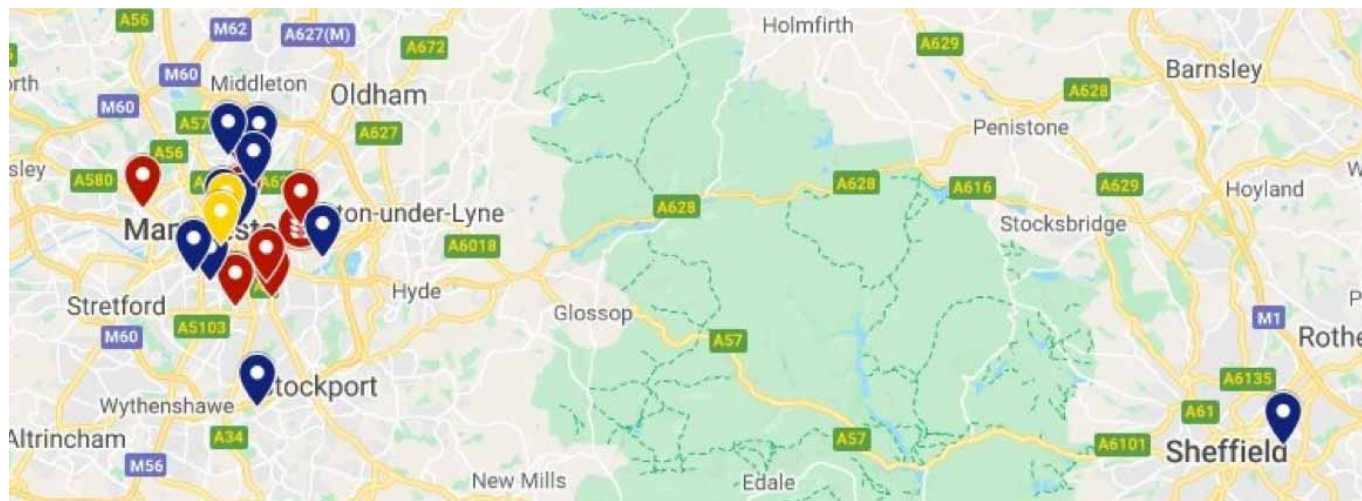 A56
M62
A627(M)
A672
Holmfirth
A629
M60
Middleton
Oldham
Barnsley
A628
M60
A57
A627
Penistone
A56
sley
A580
A628
A616
A629
Hoyland
ton-under-Lyne
A628
Stocksbridge
A6018
Hyde
Stretford
Glossop
M1
A5103
M60
A57
Rothe
A6135
Stockport
Wythenshawe
A61
A34
A57
A6101
Altrincham
Sheffield
M56
New Mills
Edale